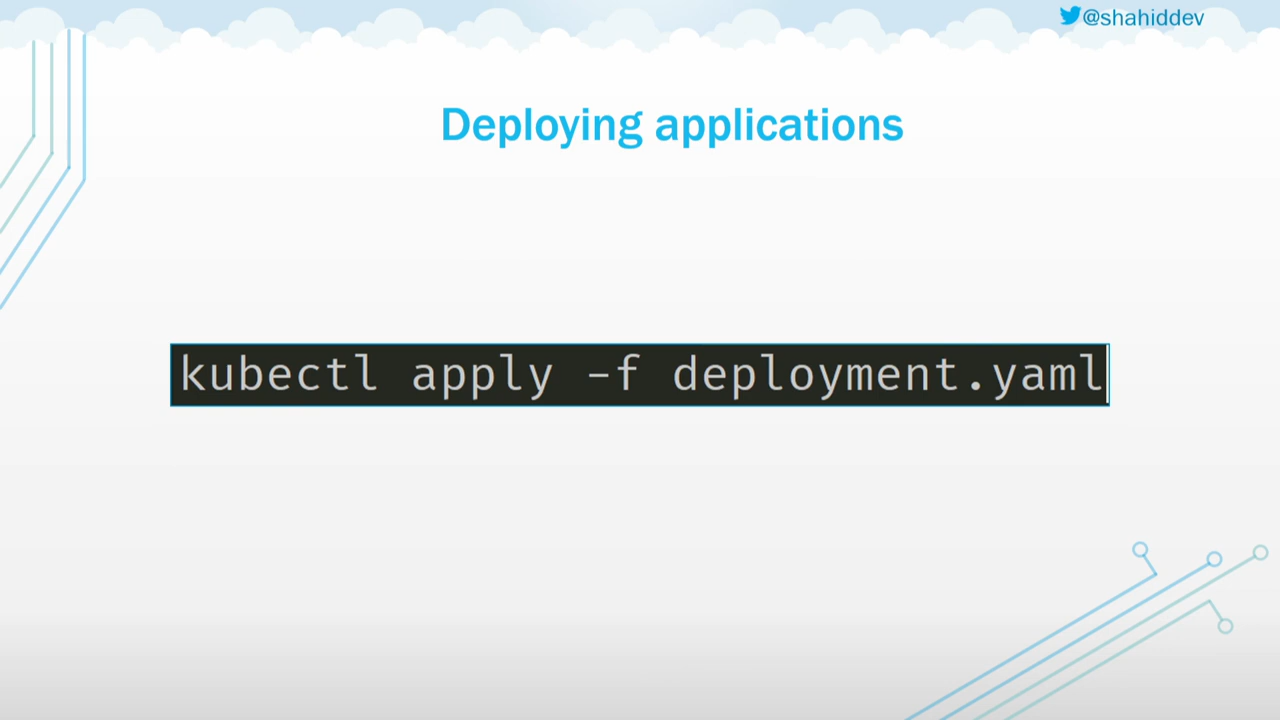 @shahiddev
Deploying applications
kubectl apply -f deployment.yaml